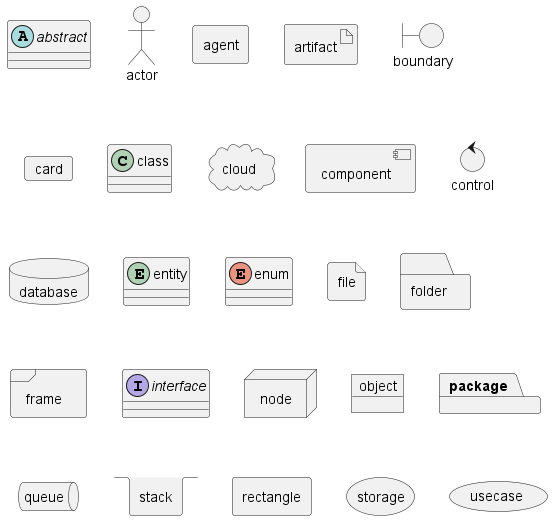 A abstract
actor
agent
artifact
boundary
card
C class
cloud
component
control
database
E entity
E enum
file
folder
frame
I interface
node
object
package
queue
stack
rectangle
storage
usecase